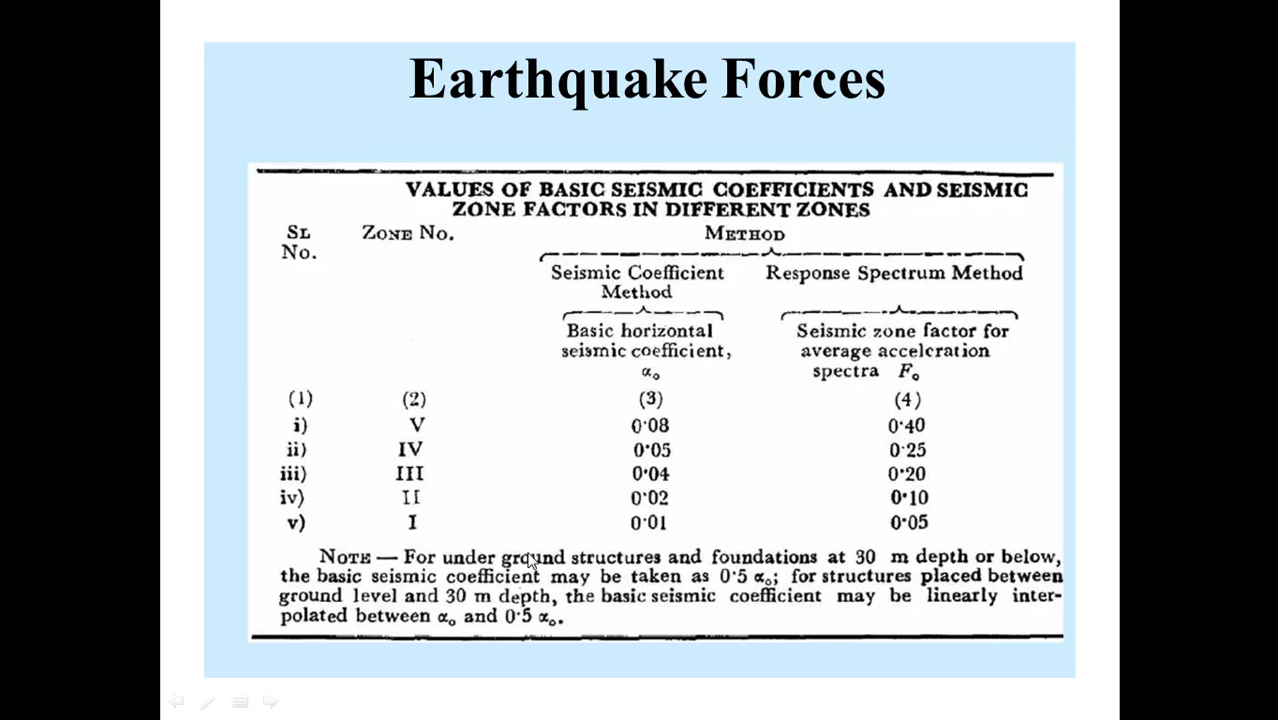 Earthquake Forces
VALUES OF BASIC SEISMIC COEFFICIENTS AND SEISMIC
ZONE FACTORS IN DIFFERENT ZONES
SL ZONE NO. METHOD
No.
Seismic Coefficient Response Spectrum Method
Method
Basic horizontal Seismic zone factor for
seismic coefficient, average acceleration
αo spectra Fo
(1) (2) (3) (4)
i) V 0·08 0·40
ii) IV 0·05 0·25
iii) III 0·04 0·20
iv) II 0·02 0·10
v) I 0·01 0·05
NOTE — For under ground structures and foundations at 30 m depth or below,
the basic seismic coefficient may be taken as 0·5 αo; for structures placed between
ground level and 30 m depth, the basic seismic coefficient may be linearly inter-
polated between αo and 0·5 αo.